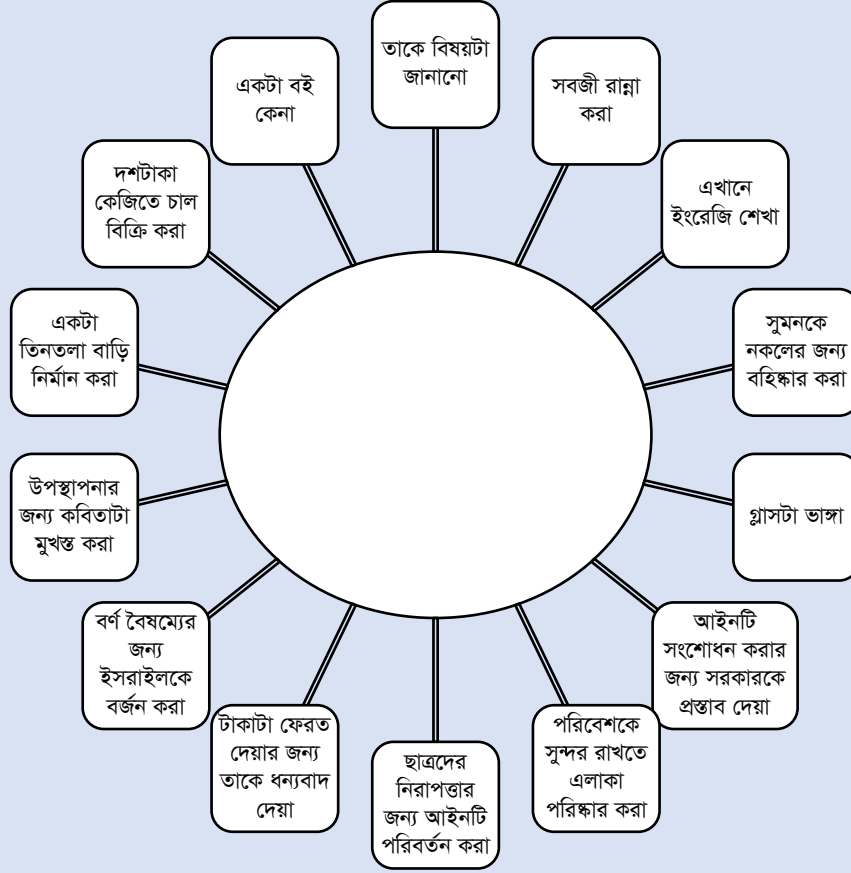 তাকে বিষয়টা
জানানো
সবজী রান্না
করা
এখানে
ইংরেজি শেখা
সুমনকে
নকলের জন্য
বহিষ্কার করা
গ্লাসটা ভাঙ্গা
আইনটি
সংশোধন করার
জন্য সরকারকে
প্রস্তাব দেয়া
পরিবেশকে
সুন্দর রাখতে
এলাকা
পরিষ্কার করা
ছাত্রদের
নিরাপত্তার
জন্য আইনটি
পরিবর্তন করা
টাকাটা ফেরত
দেয়ার জন্য
তাকে ধন্যবাদ
দেয়া
বর্ণ বৈষম্যের
জন্য
ইসরাইলকে
বর্জন করা
উপস্থাপনার
জন্য কবিতাটা
মুখস্ত করা
একটা
তিনতলা বাড়ি
নির্মান করা
দশটাকা
কেজিতে চাল
বিক্রি করা
একটা বই
কেনা